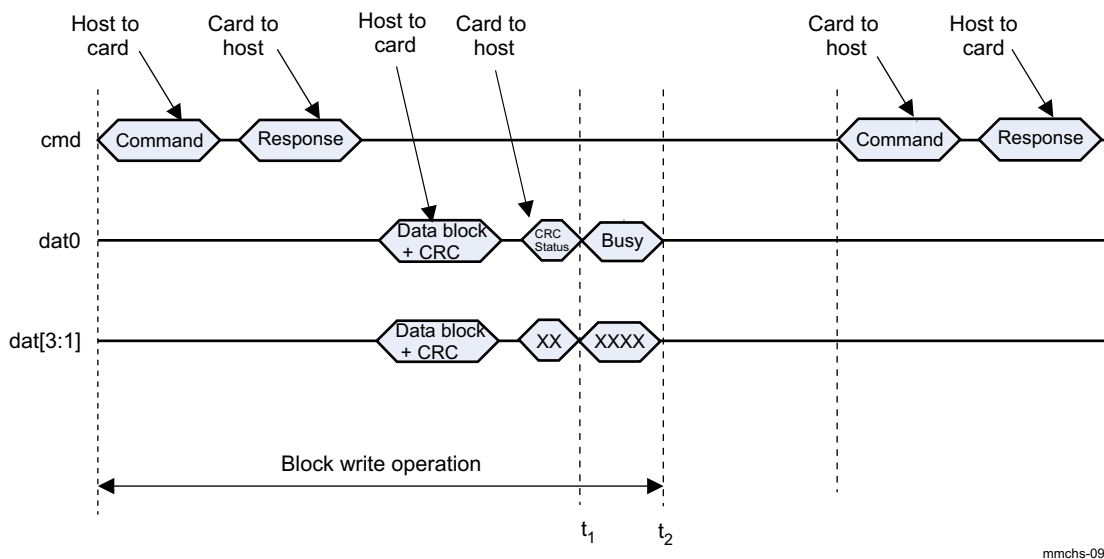 Host to
card
Card to
host
Host to
card
Card to
host
Card to
host
Host to
card
cmd
Command
Response
Command
Response
dat0
Data block
+ CRC
CRC
Status
Busy
dat[3:1]
Data block
+ CRC
XX
XXXX
Block write operation
t1
t2
mmchs-09